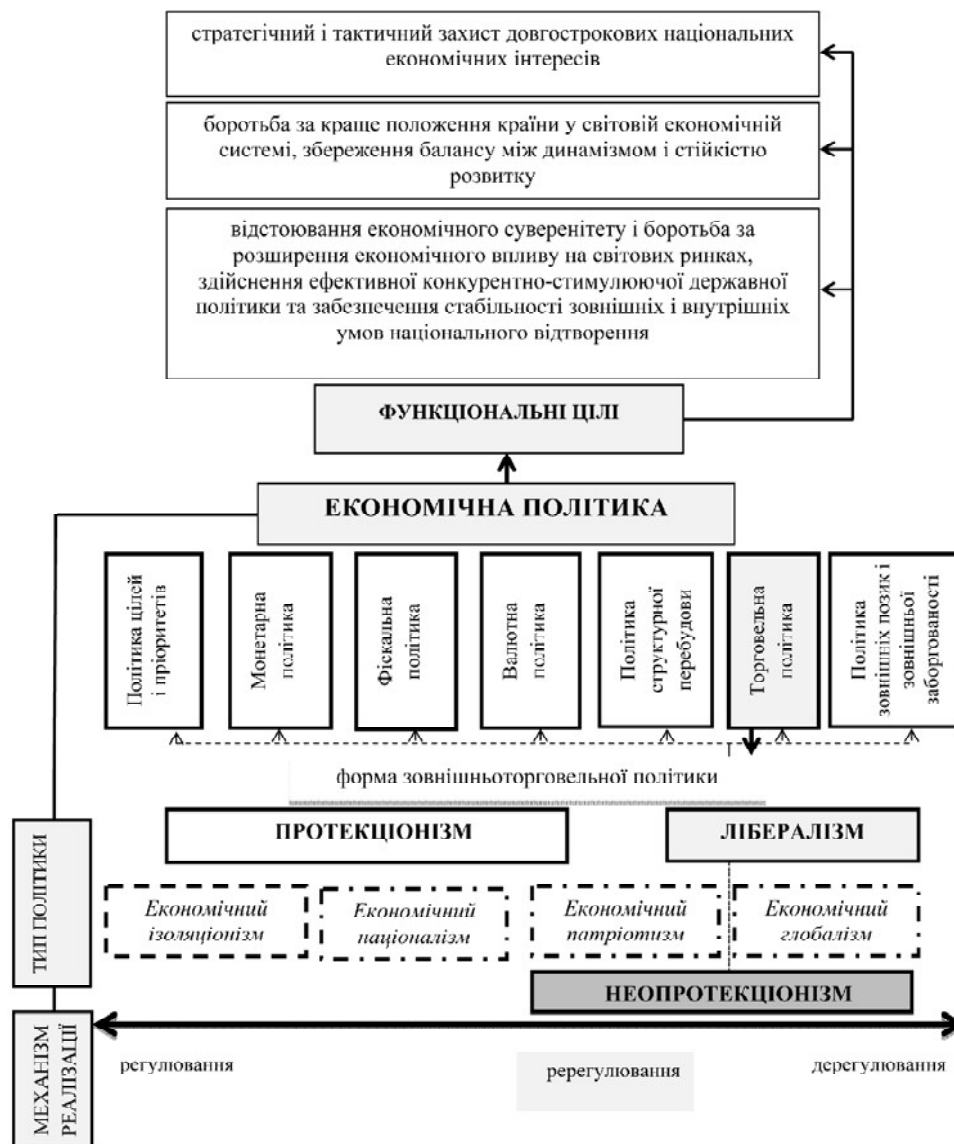 стратегічний і тактичний захист довгострокових національних
економічних інтересів
боротьба за краще положення країни у світовій економічній
системі, збереження балансу між динамізмом і стійкістю
розвитку
відстоювання економічного суверенітету і боротьба за
розширення економічного впливу на світових ринках,
здійснення ефективної конкурентно-стимулюючої державної
політики та забезпечення стабільності зовнішніх і внутрішніх
умов національного відтворення
ФУНКЦІОНАЛЬНІ ЦІЛІ
ЕКОНОМІЧНА ПОЛІТИКА
Політика цілей
і пріоритетів
Монетарна
політика
Фіскальна
політика
Валютна
політика
Політика
структурної
перебудови
Торговельна
політика
Політика
зовнішніх позик і
зовнішньої
заборгованості
форма зовнішньоторговельної політики
ТИП ПОЛІТИКИ
ПРОТЕКЦІОНІЗМ
ЛІБЕРАЛІЗМ
Економічний
ізоляціонізм
Економічний
націоналізм
Економічний
патріотизм
Економічний
глобалізм
НЕОПРОТЕКЦІОНІЗМ
МЕХАНІЗМ
РЕАЛІЗАЦІЇ
регулювання
ререгулювання
дерегулювання